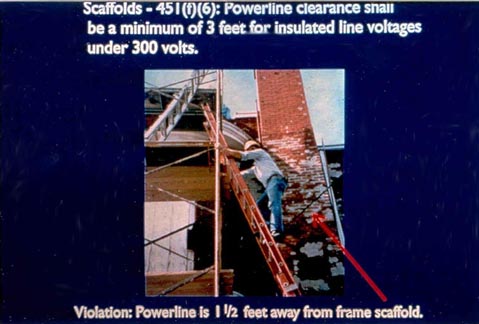 Scaffolds - 451(f)(6): Powerline clearance shall
be a minimum of 3 feet for insulated line voltages
under 300 volts.
Violation: Powerline is 1 1/2 feet away from frame scaffold.